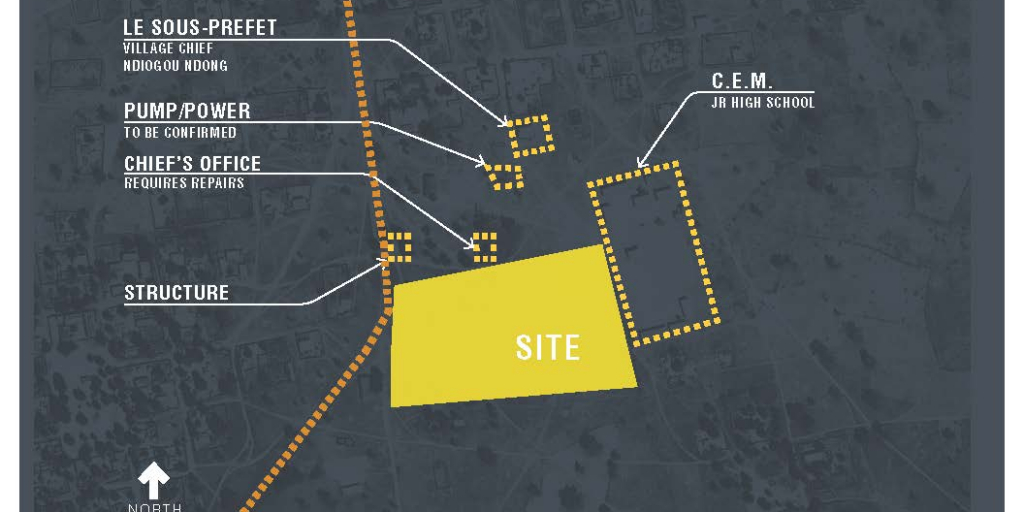 LE SOUS-PREFET
VILLAGE CHIEF
NDIOGOU NDONG
PUMP/POWER
TO BE CONFIRMED
CHIEF'S OFFICE
REQUIRES REPAIRS
STRUCTURE
C.E.M.
JR HIGH SCHOOL
SITE
NORTH